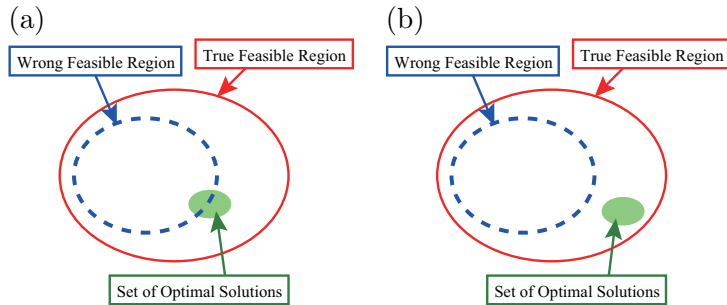 (a)
True Feasible Region
Wrong Feasible Region
Set of Optimal Solutions
(b)
True Feasible Region
Wrong Feasible Region
Set of Optimal Solutions